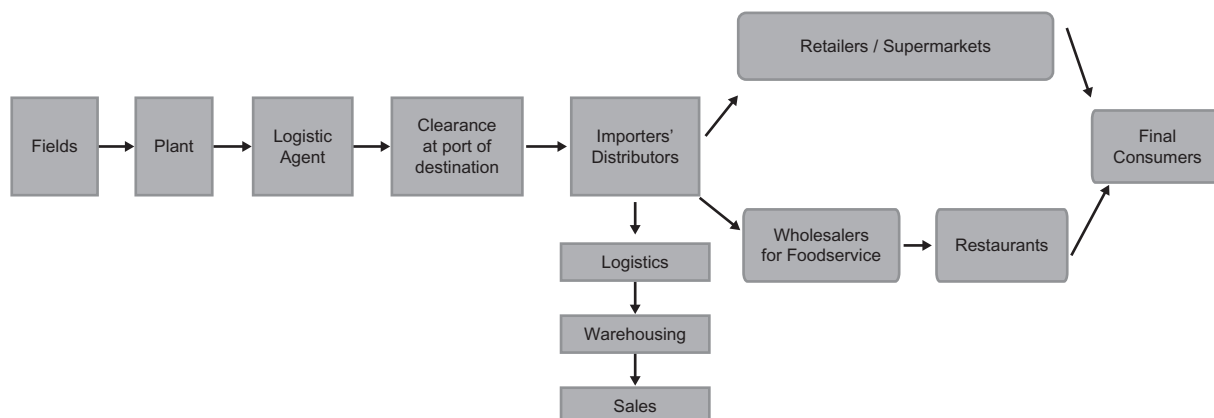 Retailers / Supermarkets
Fields
Plant
Logistic
Agent
Clearance
at port of
destination
Importers’
Distributors
Final
Consumers
Wholesalers
for Foodservice
Restaurants
Logistics
Warehousing
Sales